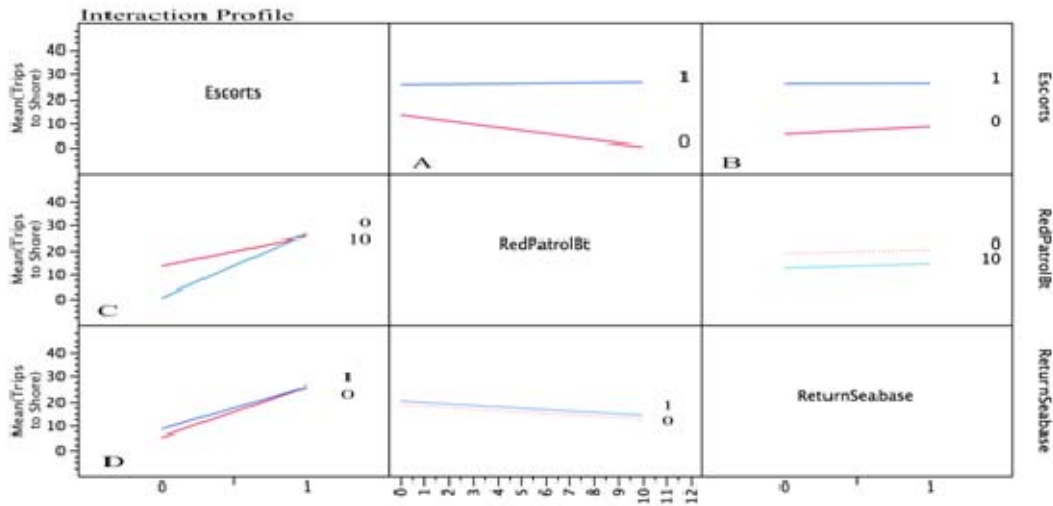 Interaction Profile
Mean(Trips
to Shore)
40
30
20
10
0
Escorts
A
1
0
B
1
0
Escorts
Mean(Trips
to Shore)
40
30
20
10
0
C
0
10
RedPatrolBt
0
10
RedPatrolBt
Mean(Trips
to Shore)
40
30
20
10
0
D
1
0
1
0
ReturnSeabase
ReturnSeabase
0
1
0
1
2
3
4
5
6
7
8
9
10
11
12
0
1